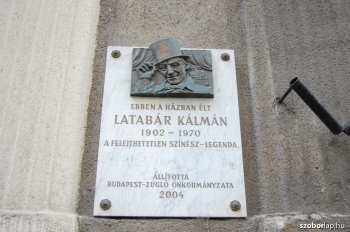 EBBEN A HÁZBAN ÉLT
LATABÁR KÁLMÁN
1902 - 1970
A FELEJTHETETLEN SZÍNÉSZ-LEGENDA
ÁLLÍTOTTA
BUDAPEST-ZUGLÓ ÖNKORMÁNYZATA
2004
szoborlap.hu